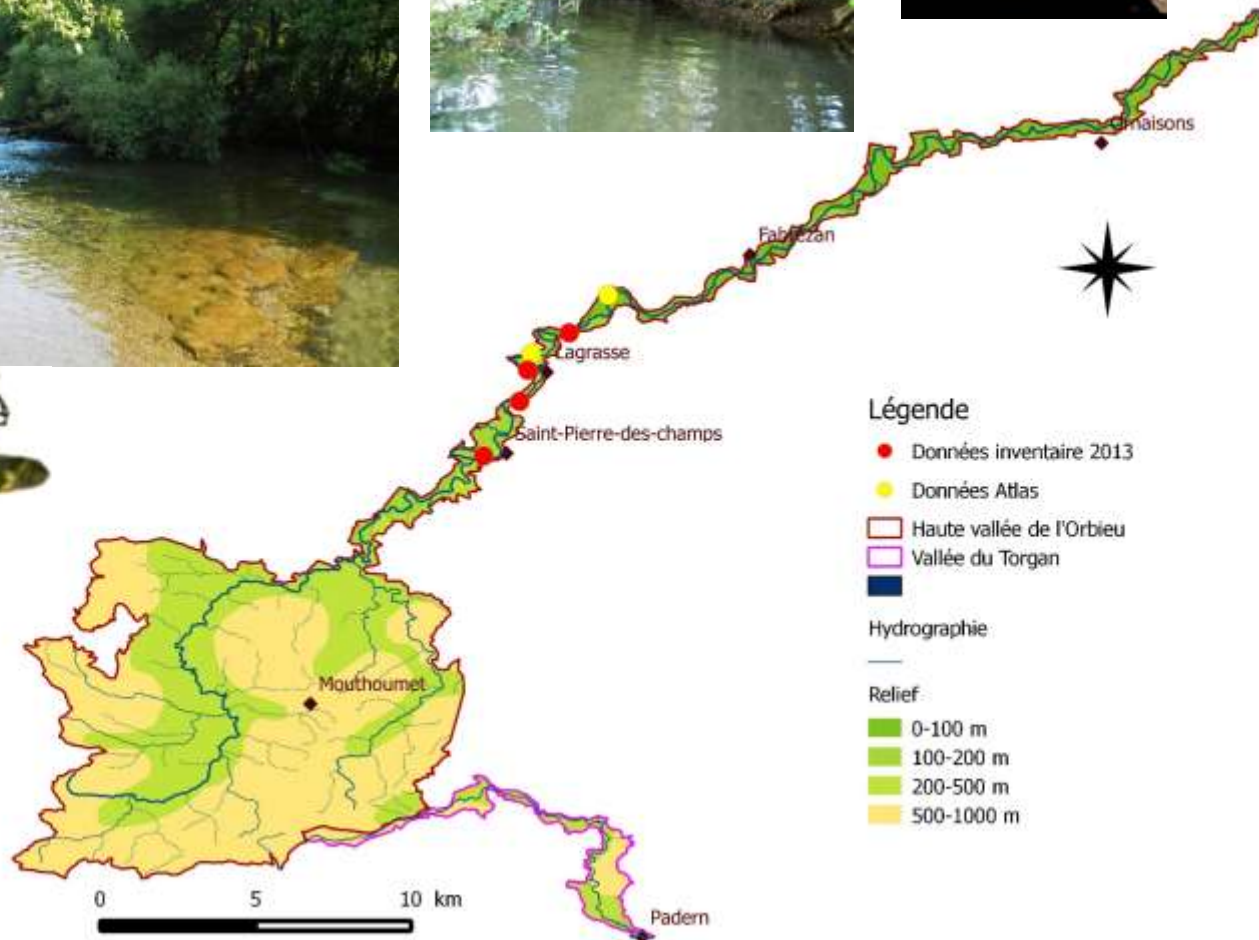 Lagrasse
Saint-Pierre-des-champs
Mouthoumet
Padern
Légende
Données inventaire 2013
Données Atlas
Haute vallée de l'Orbieu
Vallée du Torgan
Hydrographie
Relief
0-100 m
100-200 m
200-500 m
500-1000 m
0 5 10 km